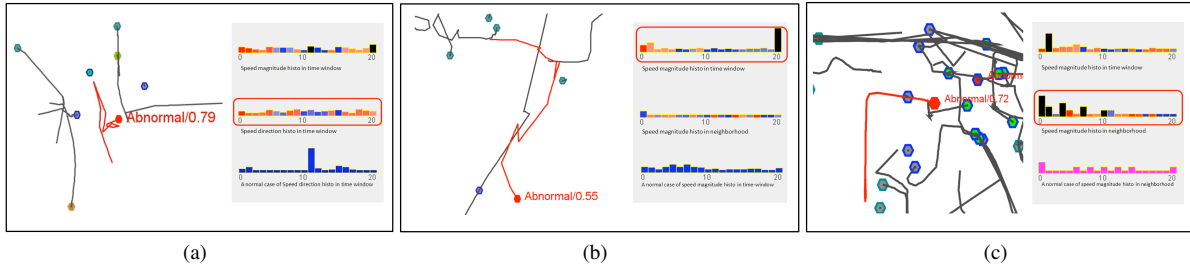 Abnormal/0.79
0 10 20
Speed magnitude histo in time window
0 10 20
Speed direction histo in time window
0 10 20
A normal case of Speed direction histo in time window
(a)
Abnormal/0.55
0 10 20
Speed magnitude histo in time window
0 10 20
Speed magnitude histo in neighborhood
0 10 20
A normal case of speed magnitude histo in time-window
(b)
Abnormal/0.72
0 10 20
Speed magnitude histo in time window
0 10 20
Speed magnitude histo in neighborhood
0 10 20
A normal case of speed magnitude histo in neighborhood
(c)